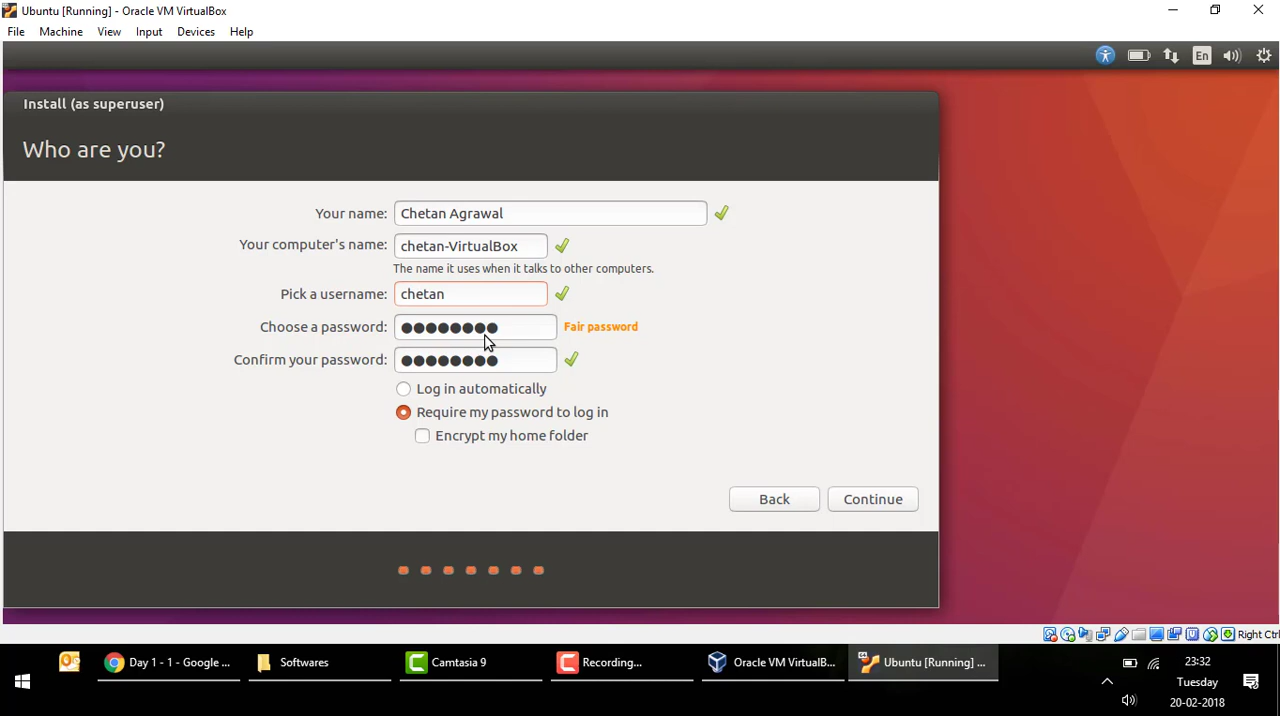 Ubuntu [Running] - Oracle VM VirtualBox
File Machine View Input Devices Help
En
Install (as superuser)
Who are you?
Your name: Chetan Agrawal
Your computer's name: chetan-VirtualBox
The name it uses when it talks to other computers.
Pick a username: chetan
Choose a password: ●●●●●●●● Fair password
Confirm your password: ●●●●●●●●
Log in automatically
Require my password to log in
Encrypt my home folder
Back Continue
Right Ctrl
Day 1 - 1 - Google ... Softwares Camtasia 9 Recording... Oracle VM VirtualB... Ubuntu [Running] ...
23:32
Tuesday
20-02-2018